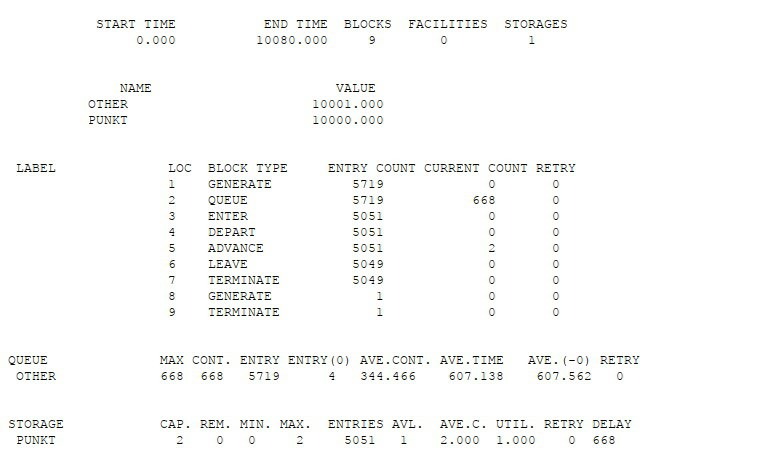 START TIME END TIME BLOCKS FACILITIES STORAGES
0.000 10080.000 9 0 1
NAME VALUE
OTHER 10001.000
PUNKT 10000.000
LABEL LOC BLOCK TYPE ENTRY COUNT CURRENT COUNT RETRY
1 GENERATE 5719 0 0
2 QUEUE 5719 668 0
3 ENTER 5051 0 0
4 DEPART 5051 0 0
5 ADVANCE 5051 2 0
6 LEAVE 5049 0 0
7 TERMINATE 5049 0 0
8 GENERATE 1 0 0
9 TERMINATE 1 0 0
QUEUE MAX CONT. ENTRY ENTRY(0) AVE.CONT. AVE.TIME AVE.(-0) RETRY
OTHER 668 668 5719 4 344.466 607.138 607.562 0
STORAGE CAP. REM. MIN. MAX. ENTRIES AVL. AVE.C. UTIL. RETRY DELAY
PUNKT 2 0 0 2 5051 1 2.000 1.000 0 668